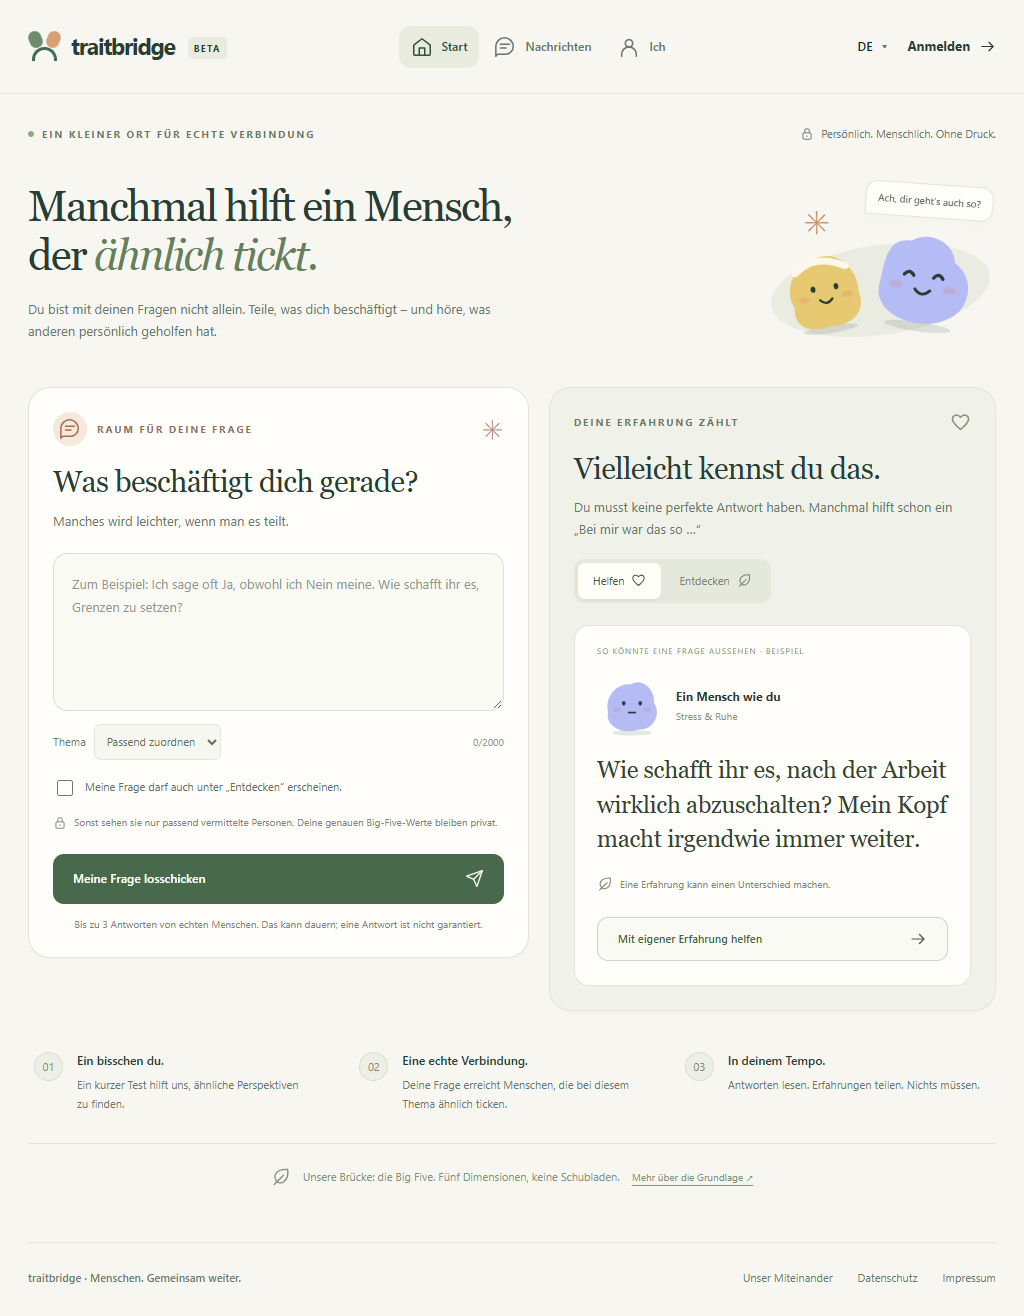 traitbridge BETA
Start
Nachrichten
Ich
DE
Anmelden
EIN KLEINER ORT FÜR ECHTE VERBINDUNG
Persönlich. Menschlich. Ohne Druck.
Manchmal hilft ein Mensch,
der ähnlich tickt.
Ach, dir geht's auch so?
Du bist mit deinen Fragen nicht allein. Teile, was dich beschäftigt – und höre, was
anderen persönlich geholfen hat.
RAUM FÜR DEINE FRAGE
Was beschäftigt dich gerade?
Manches wird leichter, wenn man es teilt.
Zum Beispiel: Ich sage oft Ja, obwohl ich Nein meine. Wie schafft ihr es,
Grenzen zu setzen?
Thema
Passend zuordnen
0/2000
Meine Frage darf auch unter „Entdecken“ erscheinen.
Sonst sehen sie nur passend vermittelte Personen. Deine genauen Big-Five-Werte bleiben privat.
Meine Frage losschicken
Bis zu 3 Antworten von echten Menschen. Das kann dauern; eine Antwort ist nicht garantiert.
DEINE ERFAHRUNG ZÄHLT
Vielleicht kennst du das.
Du musst keine perfekte Antwort haben. Manchmal hilft schon ein
„Bei mir war das so …“
Helfen
Entdecken
SO KÖNNTE EINE FRAGE AUSSEHEN · BEISPIEL
Ein Mensch wie du
Stress & Ruhe
Wie schafft ihr es, nach der Arbeit
wirklich abzuschalten? Mein Kopf
macht irgendwie immer weiter.
Eine Erfahrung kann einen Unterschied machen.
Mit eigener Erfahrung helfen
01
Ein bisschen du.
Ein kurzer Test hilft uns, ähnliche Perspektiven
zu finden.
02
Eine echte Verbindung.
Deine Frage erreicht Menschen, die bei diesem
Thema ähnlich ticken.
03
In deinem Tempo.
Antworten lesen. Erfahrungen teilen. Nichts müssen.
Unsere Brücke: die Big Five. Fünf Dimensionen, keine Schubladen.
Mehr über die Grundlage ↗
traitbridge · Menschen. Gemeinsam weiter.
Unser Miteinander
Datenschutz
Impressum